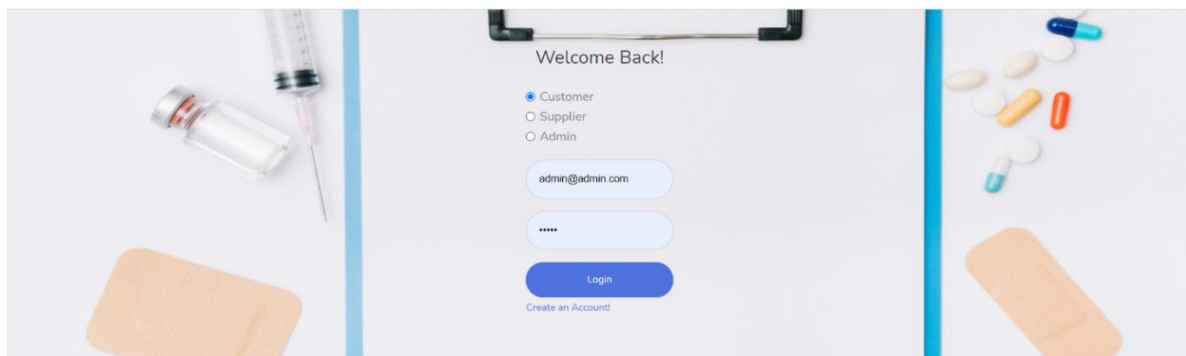 Welcome Back!
Customer
Supplier
Admin
admin@admin.com
•••••
Login
Create an Account!